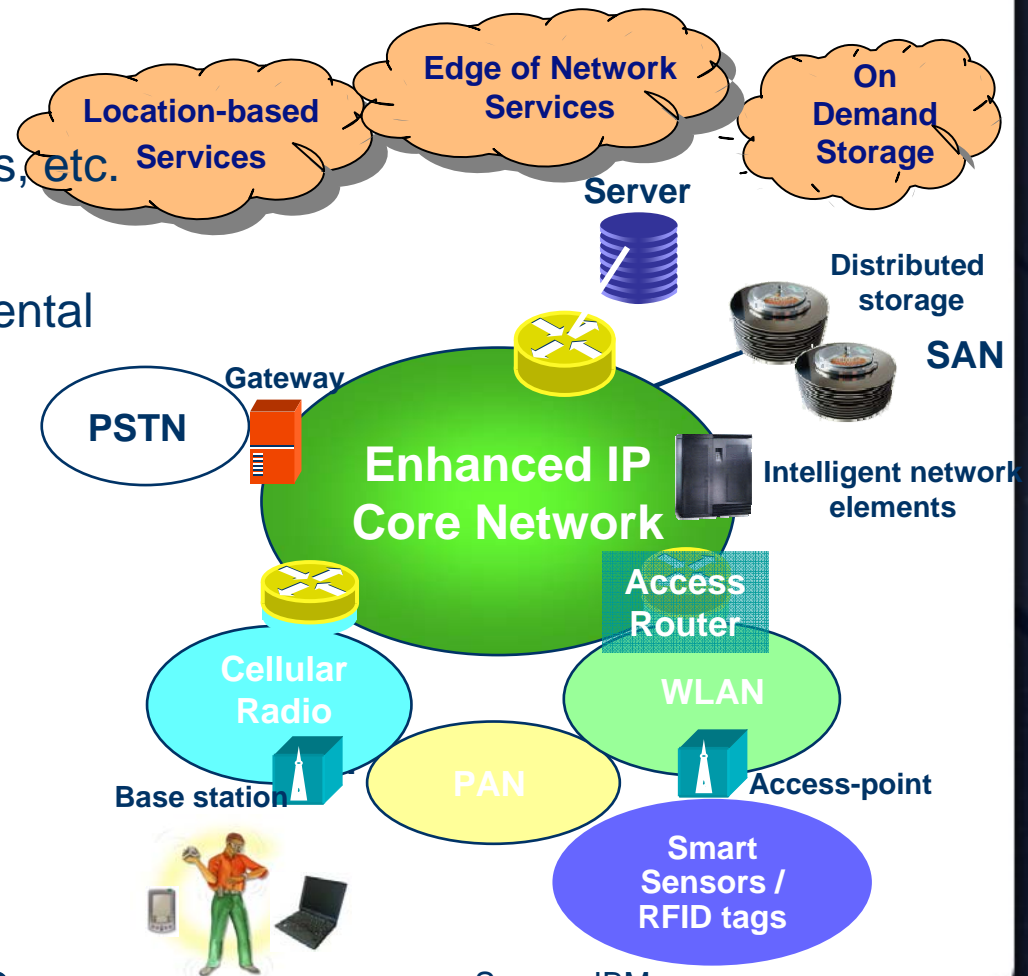 Edge of Network
Services
On
Demand
Storage
Location-based
Services
s, etc.
Server
Distributed
storage
SAN
ental
Gateway
PSTN
Enhanced IP
Core Network
Intelligent network
elements
Access
Router
Cellular
Radio
WLAN
PAN
Base station
Access-point
Smart
Sensors /
RFID tags